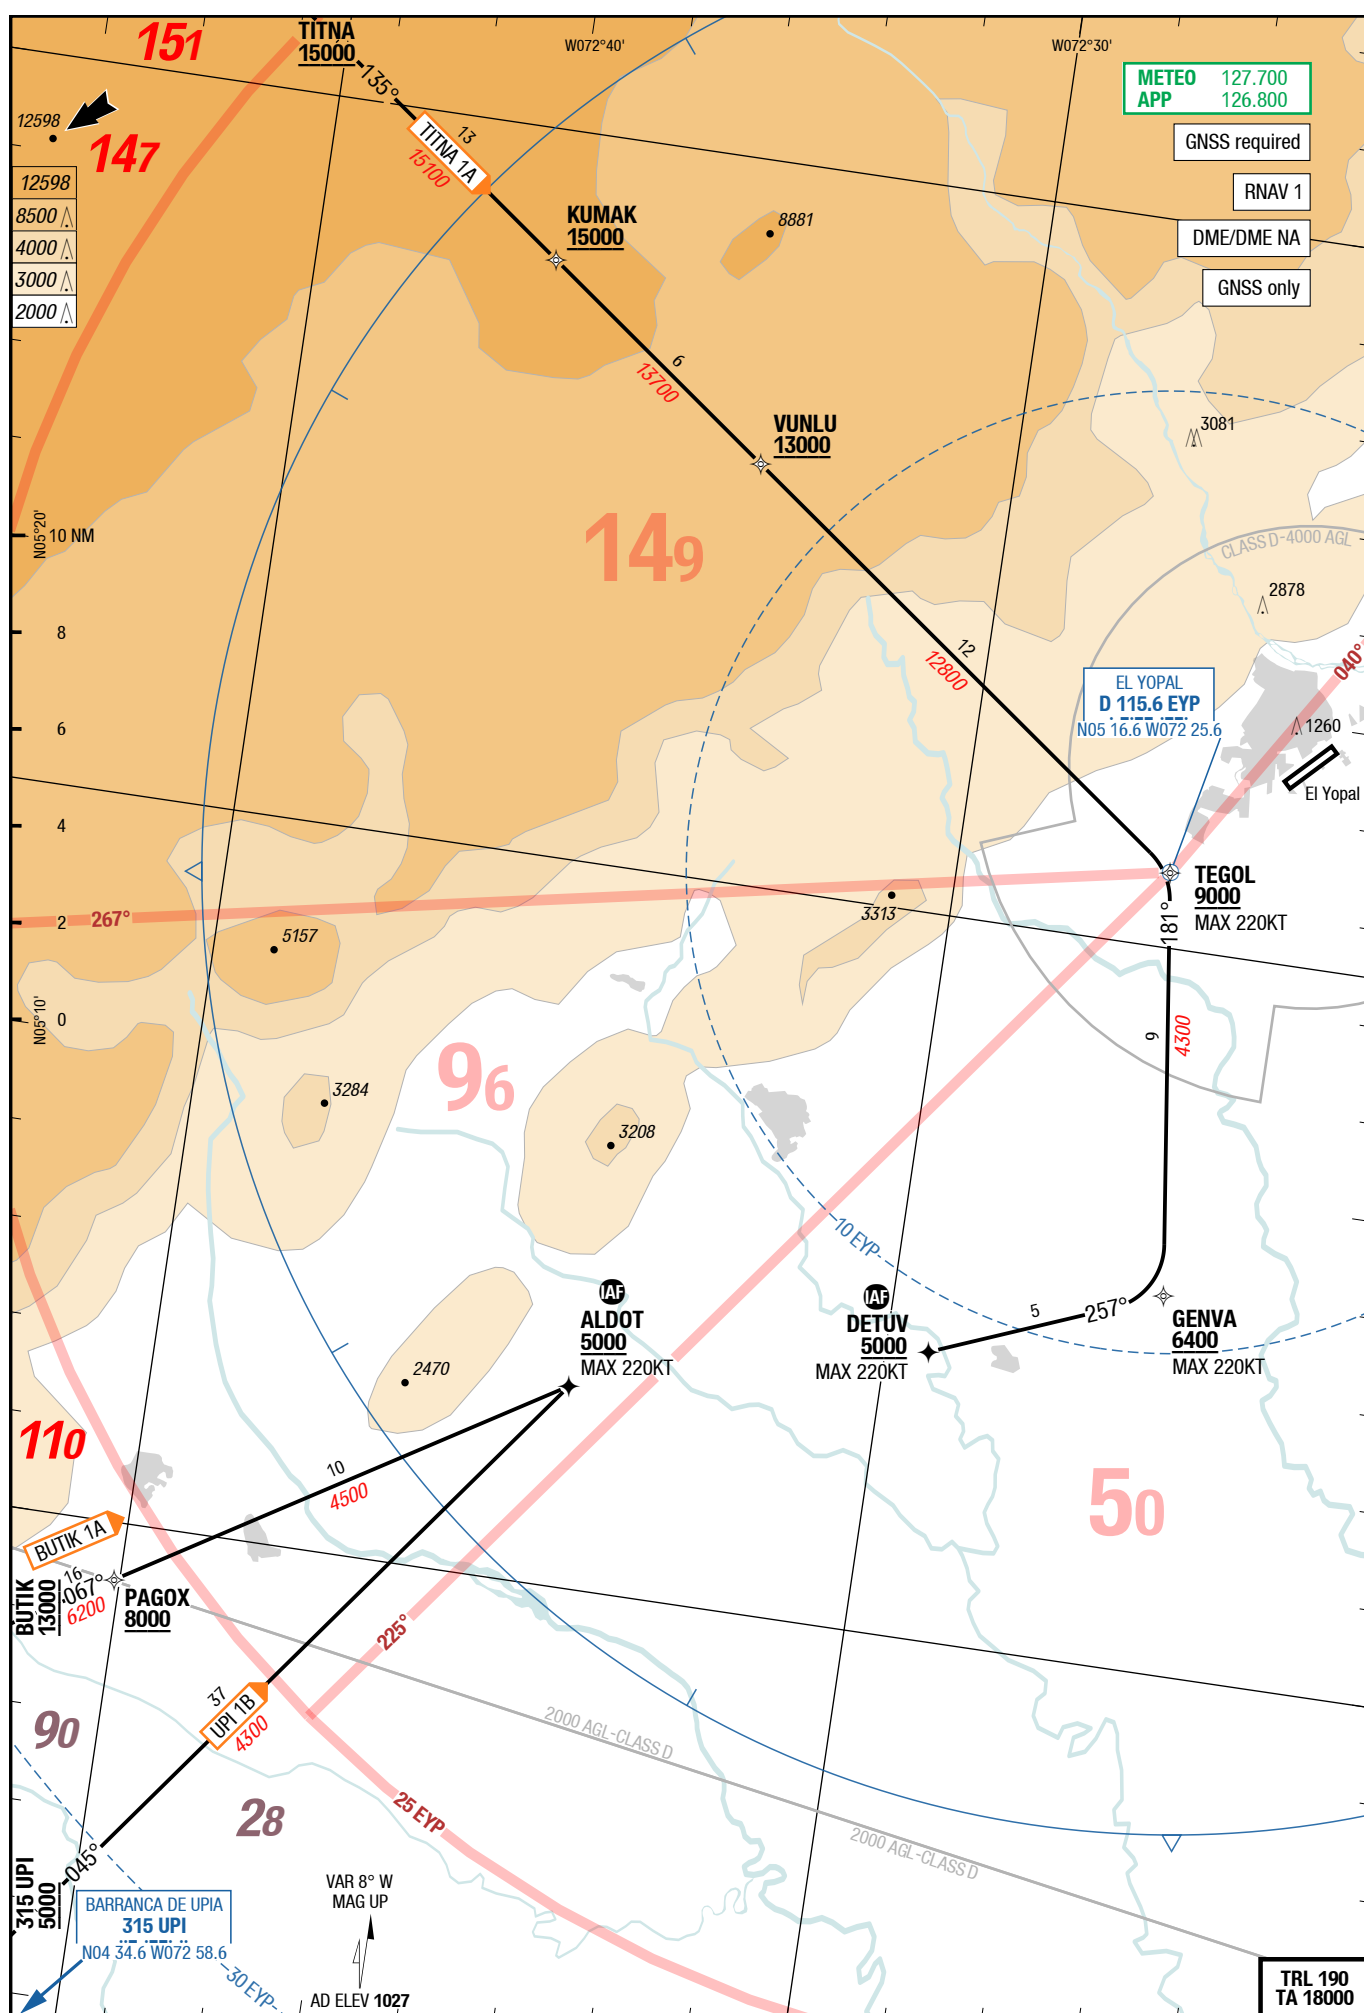 151
TITNA
15000
W072°40'
W072°30'
METEO 127.700
APP 126.800
GNSS required
RNAV 1
DME/DME NA
GNSS only
12598
147
12598
8500
4000
3000
2000
135°
13
TITNA 1A
15100
KUMAK
15000
8881
6
13700
VUNLU
13000
3081
149
N05°20'
10 NM
8
6
4
2
0
N05°10'
CLASS D-4000 AGL
2878
12
12800
040°
EL YOPAL
D 115.6 EYP
N05 16.6 W072 25.6
1260
El Yopal
TEGOL
9000
MAX 220KT
181°
267°
5157
3313
9
4300
96
3284
3208
10 EYP
IAF
ALDOT
5000
MAX 220KT
IAF
DETUV
5000
MAX 220KT
5
257°
GENVA
6400
MAX 220KT
2470
110
10
4500
50
BUTIK 1A
BUTIK
13000
16
067°
6200
PAGOX
8000
225°
37
UPI 1B
4300
90
28
2000 AGL-CLASS D
25 EYP
2000 AGL-CLASS D
315 UPI
5000
045°
BARRANCA DE UPIA
315 UPI
N04 34.6 W072 58.6
30 EYP
VAR 8° W
MAG UP
AD ELEV 1027
TRL 190
TA 18000